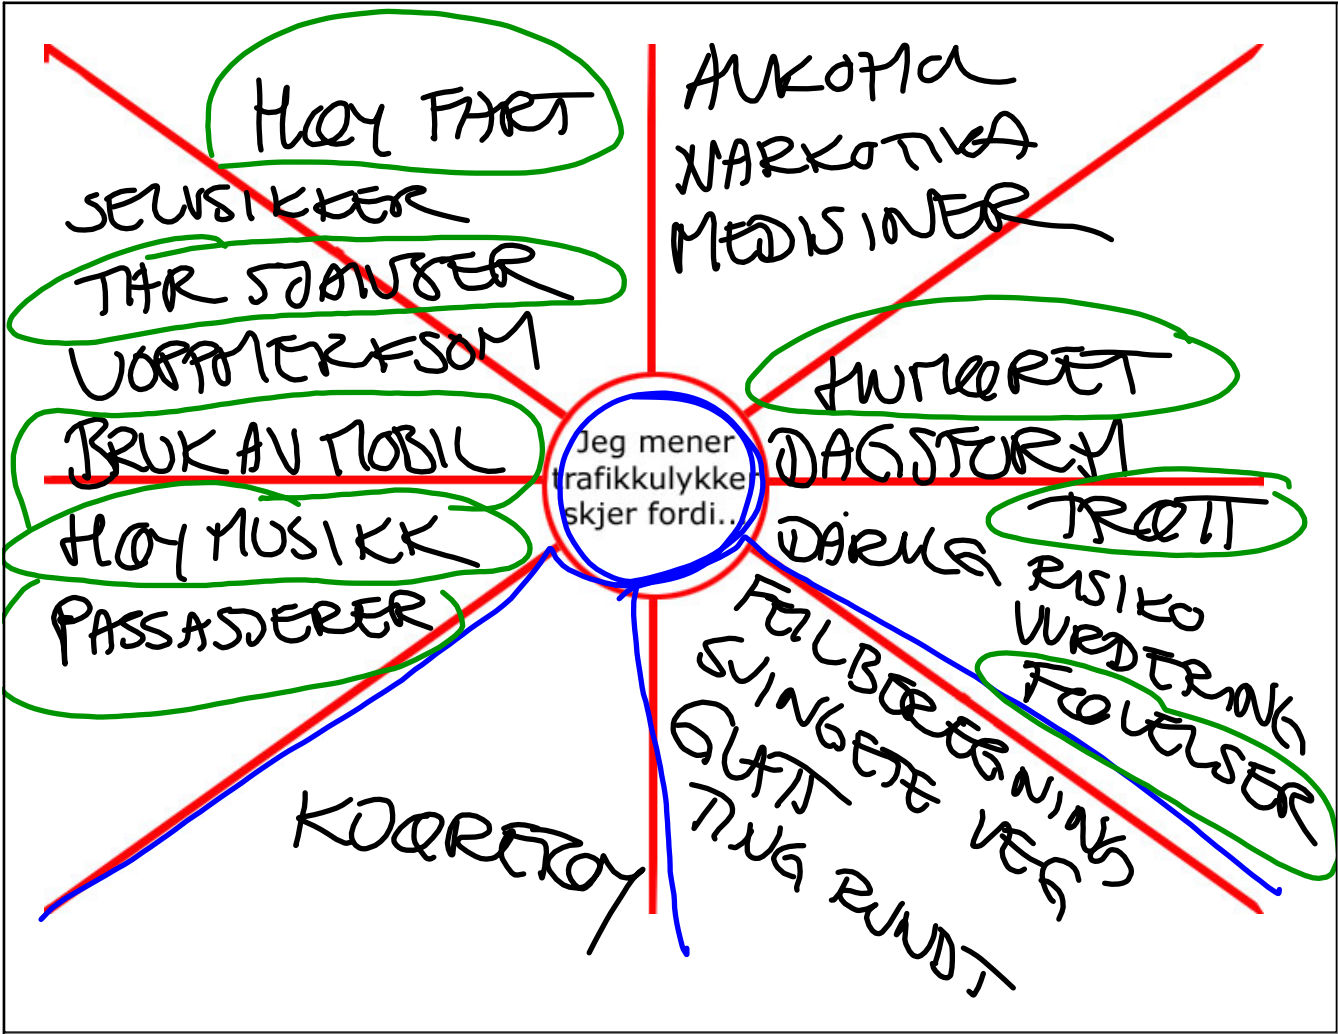 HØY FART
SELVSIKKER
TAR SJANSER
UOPPMERKSOM
BRUK AV MOBIL
HØY MUSIKK
PASSASJERER
ALKOHOL
NARKOTIKA
MEDISINER
HUMØRET
DAGSFORM
TRØTT
DÅRLIG RISIKO
VURDERING
FØLELSER
Jeg mener
trafikkulykker
skjer fordi...
FEILBEREGNING
SVINGETE VEG
GLATT
TING RUNDT
KJØRETØY